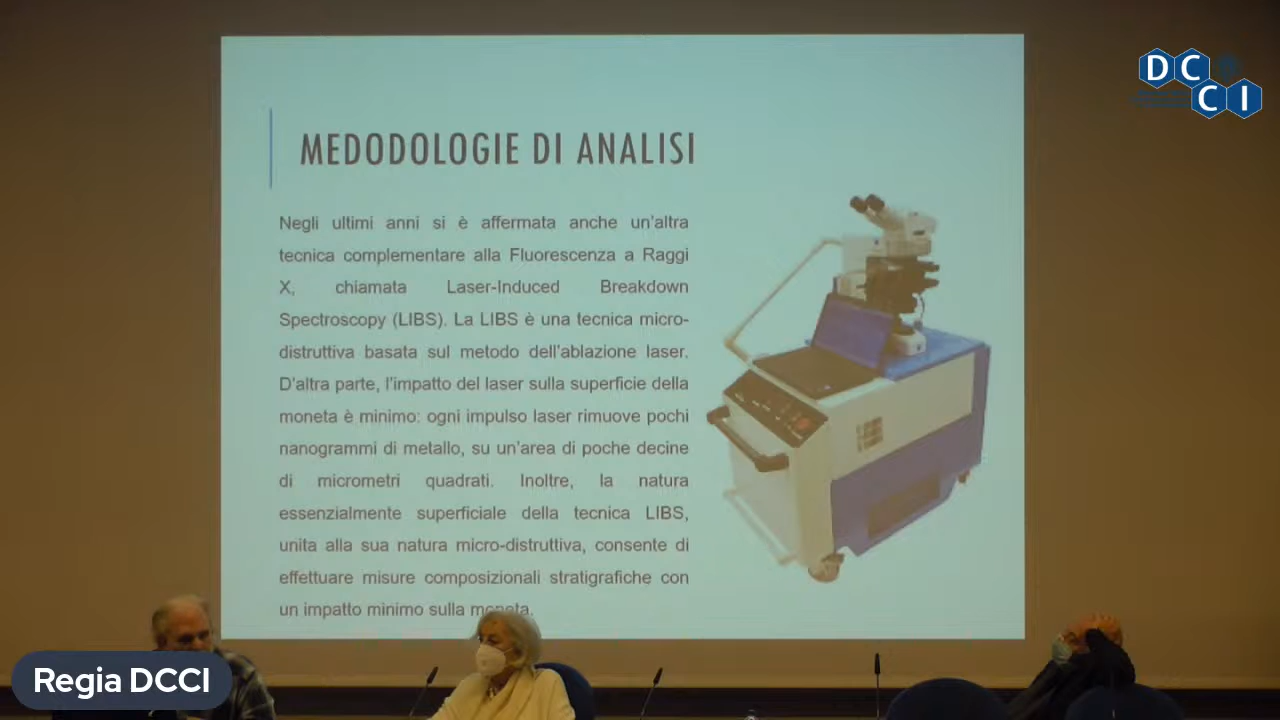 DC
CI
MEDODOLOGIE DI ANALISI
Negli ultimi anni si è affermata anche un'altra
tecnica complementare alla Fluorescenza a Raggi
X, chiamata Laser-Induced Breakdown
Spectroscopy (LIBS). La LIBS è una tecnica micro-
distruttiva basata sul metodo dell'ablazione laser.
D'altra parte, l'impatto del laser sulla superficie della
moneta è minimo: ogni impulso laser rimuove pochi
nanogrammi di metallo, su un'area di poche decine
di micrometri quadrati. Inoltre, la natura
essenzialmente superficiale della tecnica LIBS,
unita alla sua natura micro-distruttiva, consente di
effettuare misure composizionali stratigrafiche con
un impatto minimo sulla moneta.
Regia DCCI